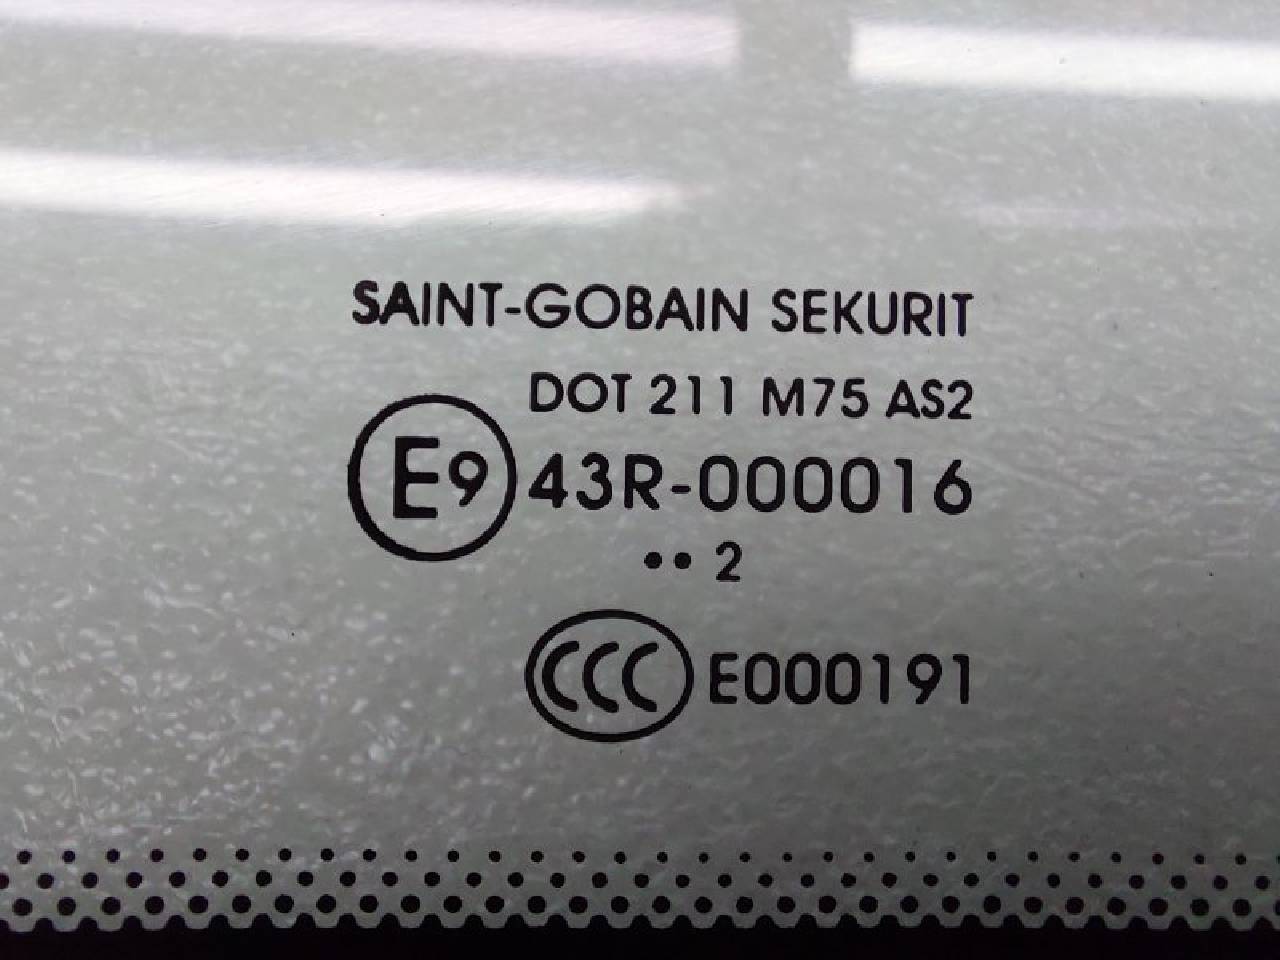 SAINT-GOBAIN SEKURIT
DOT 211 M75 AS2
E9 43R-000016
•• 2
CCC E000191